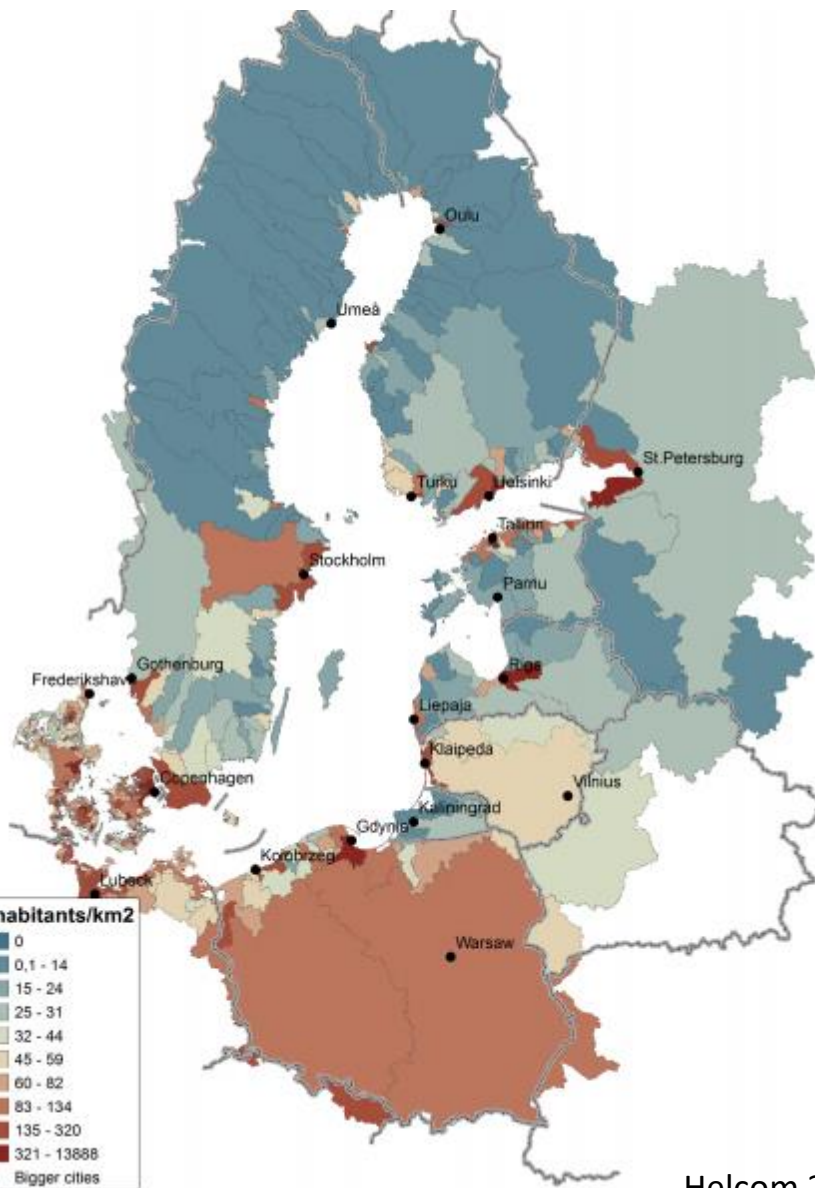 Oulu
Umeå
St.Petersburg
Turku
Helsinki
Tallinn
Stockholm
Parnu
Gothenburg
Riga
Frederikshav
Liepaja
Klaipeda
Copenhagen
Vilnius
Kaliningrad
Gdynia
Kolobrzeg
Lubeck
habitants/km2
0
0,1 - 14
15 - 24
25 - 31
32 - 44
45 - 59
60 - 82
83 - 134
135 - 320
321 - 13888
Bigger cities
Warsaw
Helcom 2